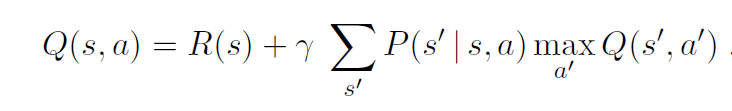 Q(s, a) = R(s) + γ ∑_{s′} P(s′ | s, a) max_{a′} Q(s′, a′) .